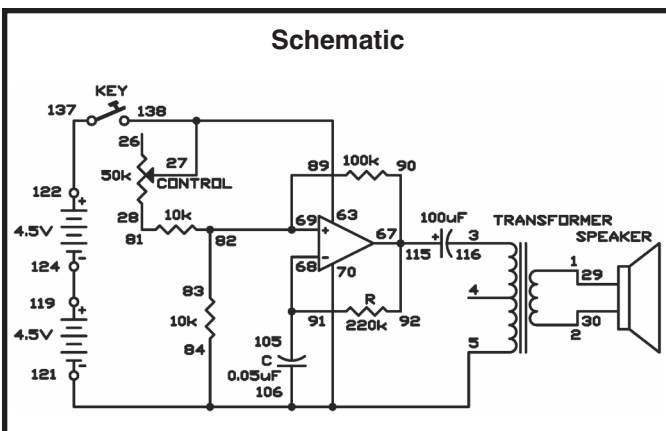 Schematic
KEY
137
138
26
27
50k
CONTROL
28
10k
81
82
122
+
4.5V
-
124
119
+
4.5V
-
121
83
10k
84
89
100k
90
69
+
63
67
68
-
70
91
R
220k
92
105
C
0.05uF
106
100uF
+
115
116
TRANSFORMER
SPEAKER
3
4
5
1
29
30
2